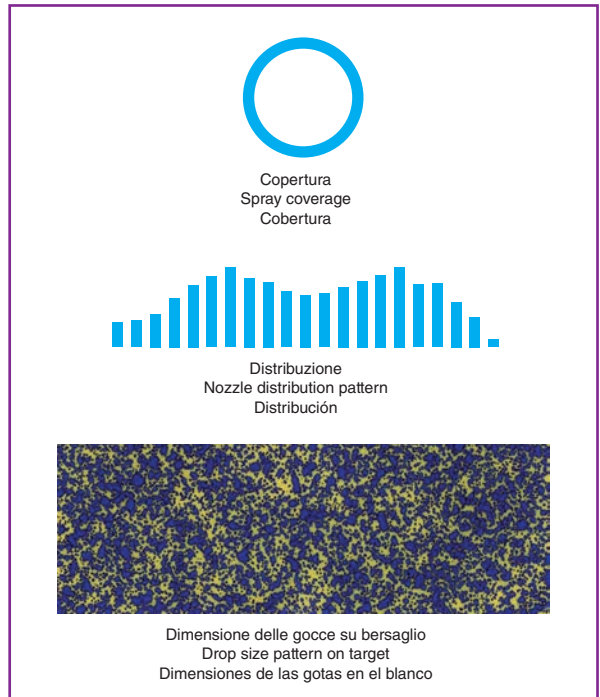 Copertura
Spray coverage
Cobertura
Distribuzione
Nozzle distribution pattern
Distribución
Dimensione delle gocce su bersaglio
Drop size pattern on target
Dimensiones de las gotas en el blanco